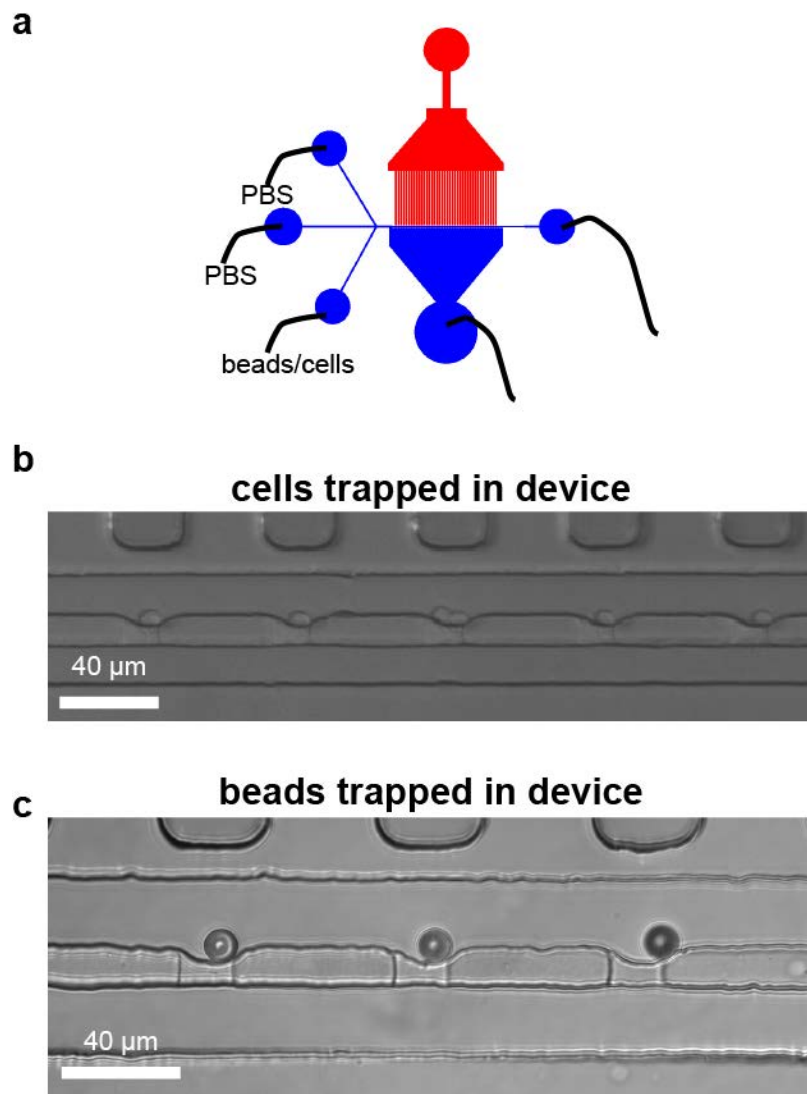 a
PBS
PBS
beads/cells
b
cells trapped in device
40 µm
c
beads trapped in device
40 µm